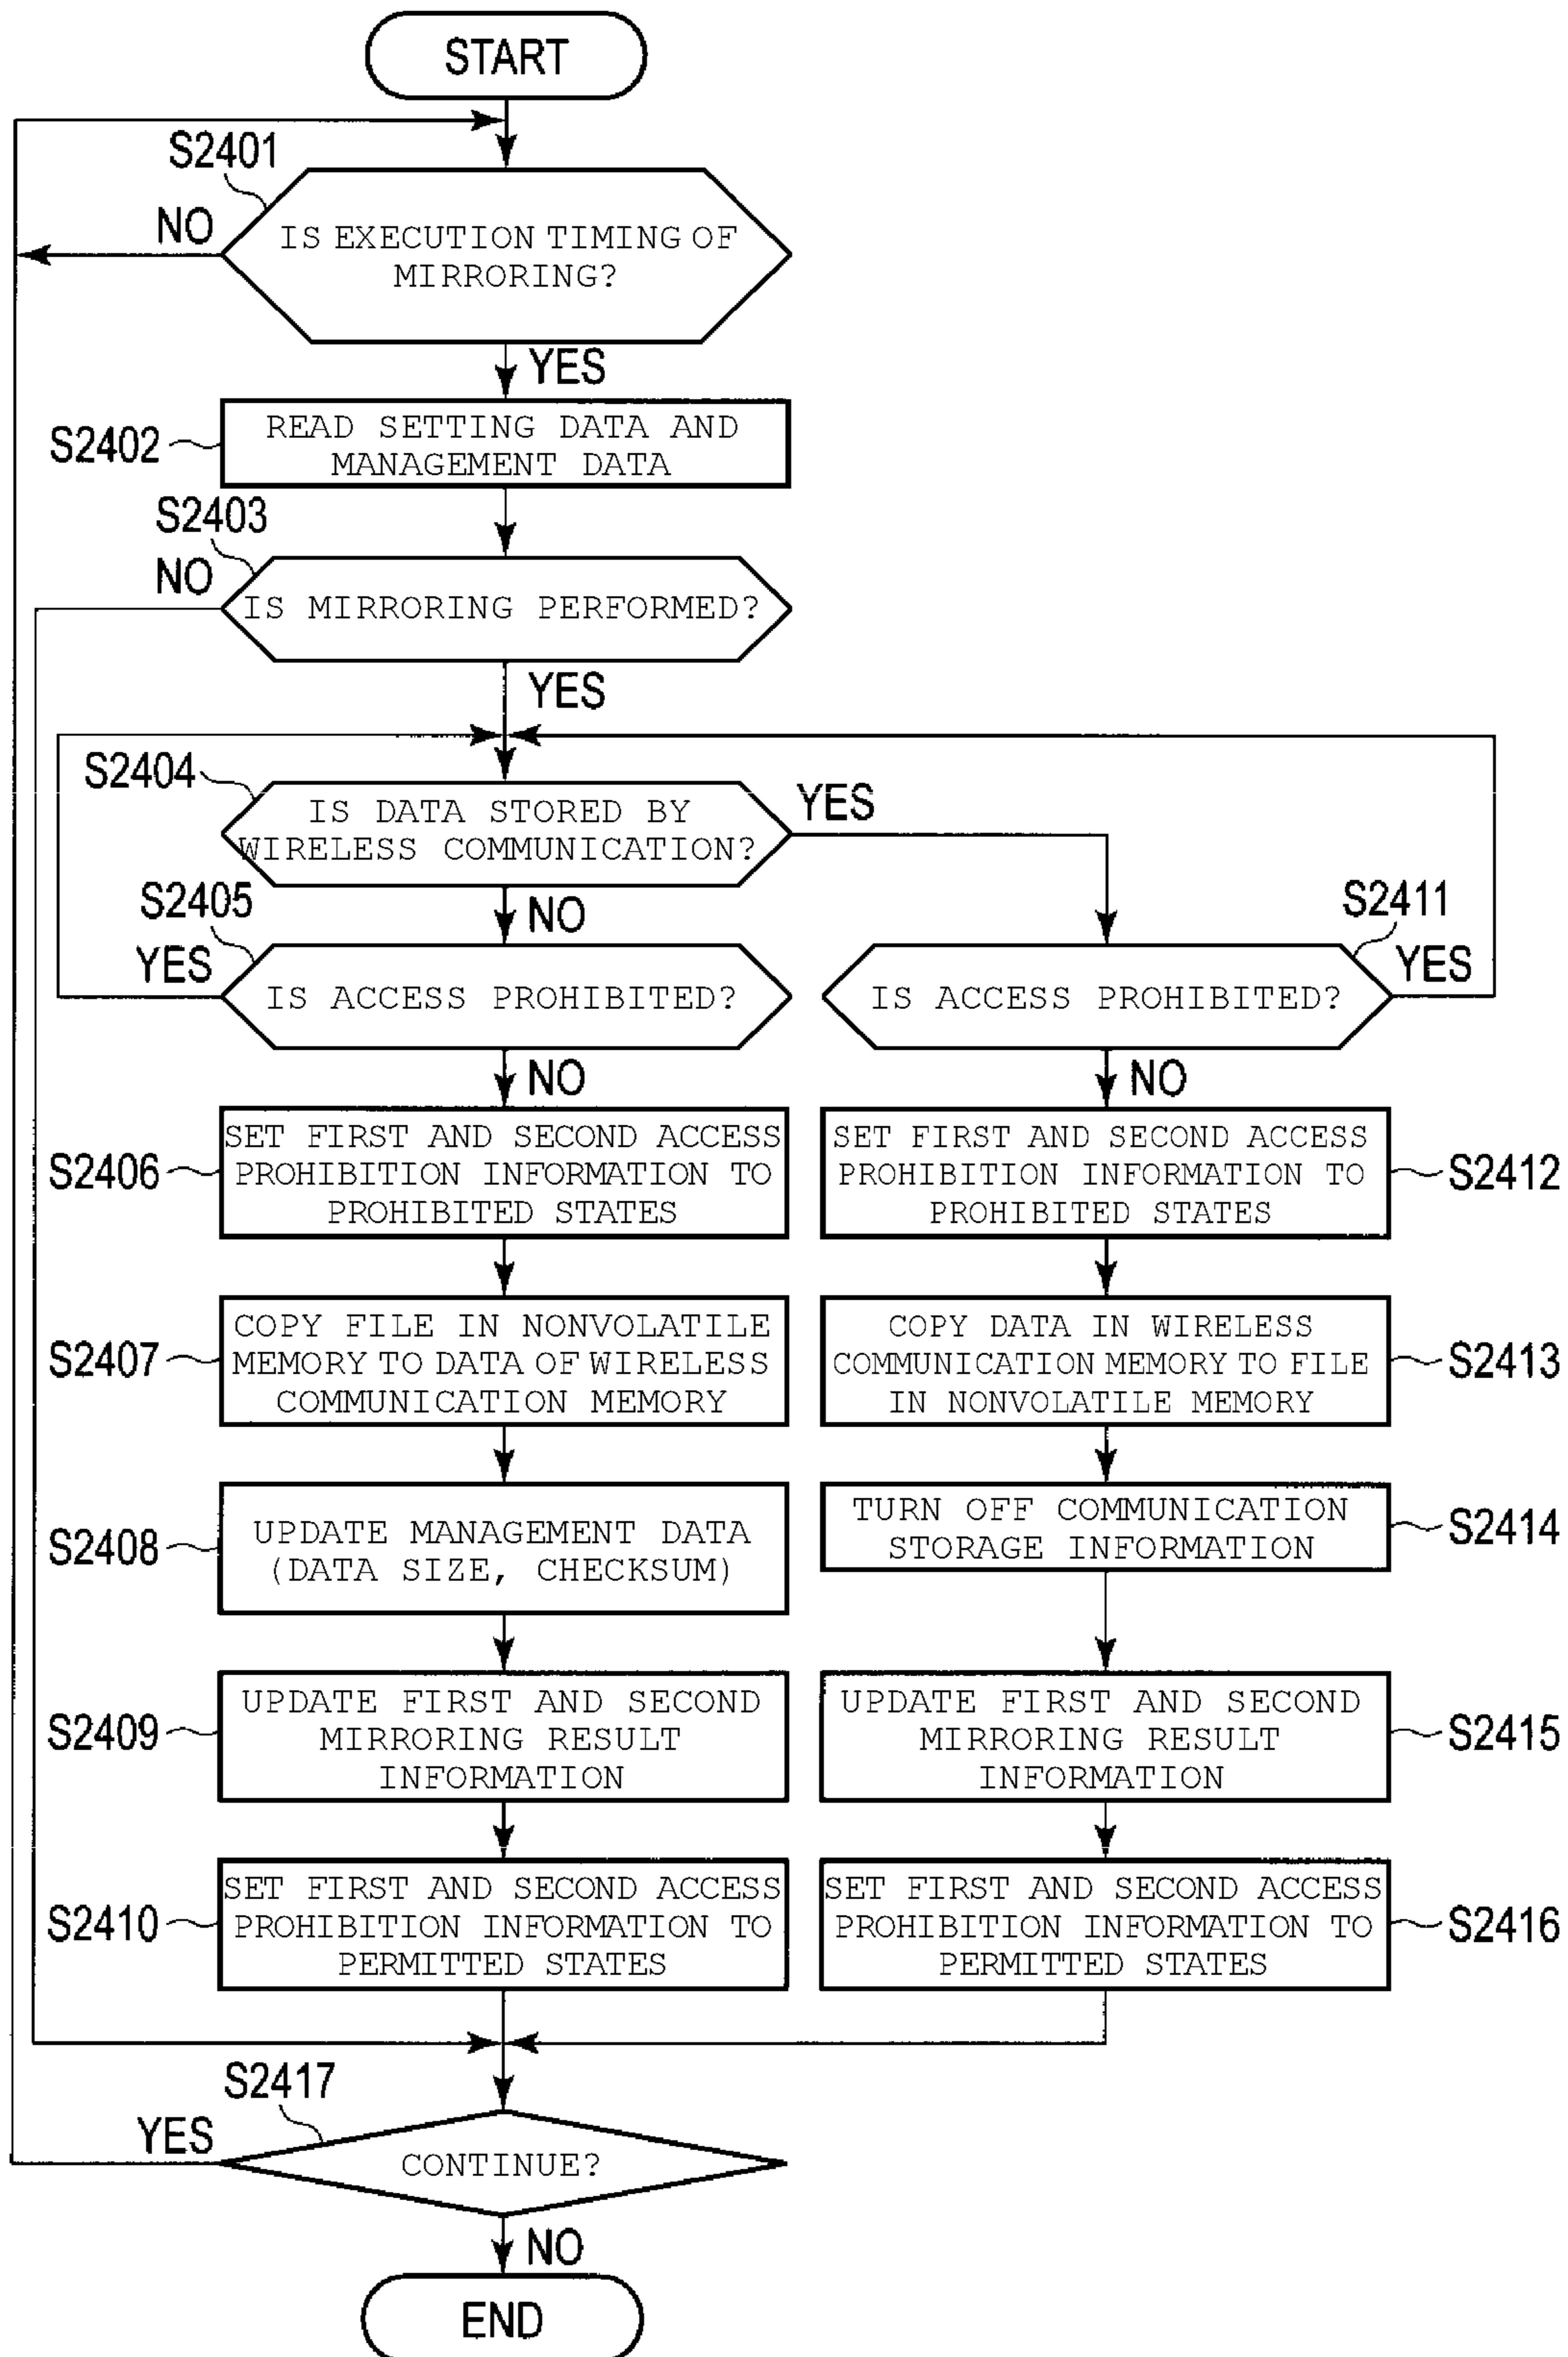 START
S2401
NO
IS EXECUTION TIMING OF
MIRRORING?
YES
S2402
READ SETTING DATA AND
MANAGEMENT DATA
S2403
NO
IS MIRRORING PERFORMED?
YES
S2404
IS DATA STORED BY
WIRELESS COMMUNICATION?
YES
NO
S2405
YES
IS ACCESS PROHIBITED?
NO
S2411
YES
IS ACCESS PROHIBITED?
NO
S2406
SET FIRST AND SECOND ACCESS
PROHIBITION INFORMATION TO
PROHIBITED STATES
SET FIRST AND SECOND ACCESS
PROHIBITION INFORMATION TO
PROHIBITED STATES
S2412
S2407
COPY FILE IN NONVOLATILE
MEMORY TO DATA OF WIRELESS
COMMUNICATION MEMORY
COPY DATA IN WIRELESS
COMMUNICATION MEMORY TO FILE
IN NONVOLATILE MEMORY
S2413
S2408
UPDATE MANAGEMENT DATA
(DATA SIZE, CHECKSUM)
TURN OFF COMMUNICATION
STORAGE INFORMATION
S2414
S2409
UPDATE FIRST AND SECOND
MIRRORING RESULT
INFORMATION
UPDATE FIRST AND SECOND
MIRRORING RESULT
INFORMATION
S2415
S2410
SET FIRST AND SECOND ACCESS
PROHIBITION INFORMATION TO
PERMITTED STATES
SET FIRST AND SECOND ACCESS
PROHIBITION INFORMATION TO
PERMITTED STATES
S2416
S2417
YES
CONTINUE?
NO
END